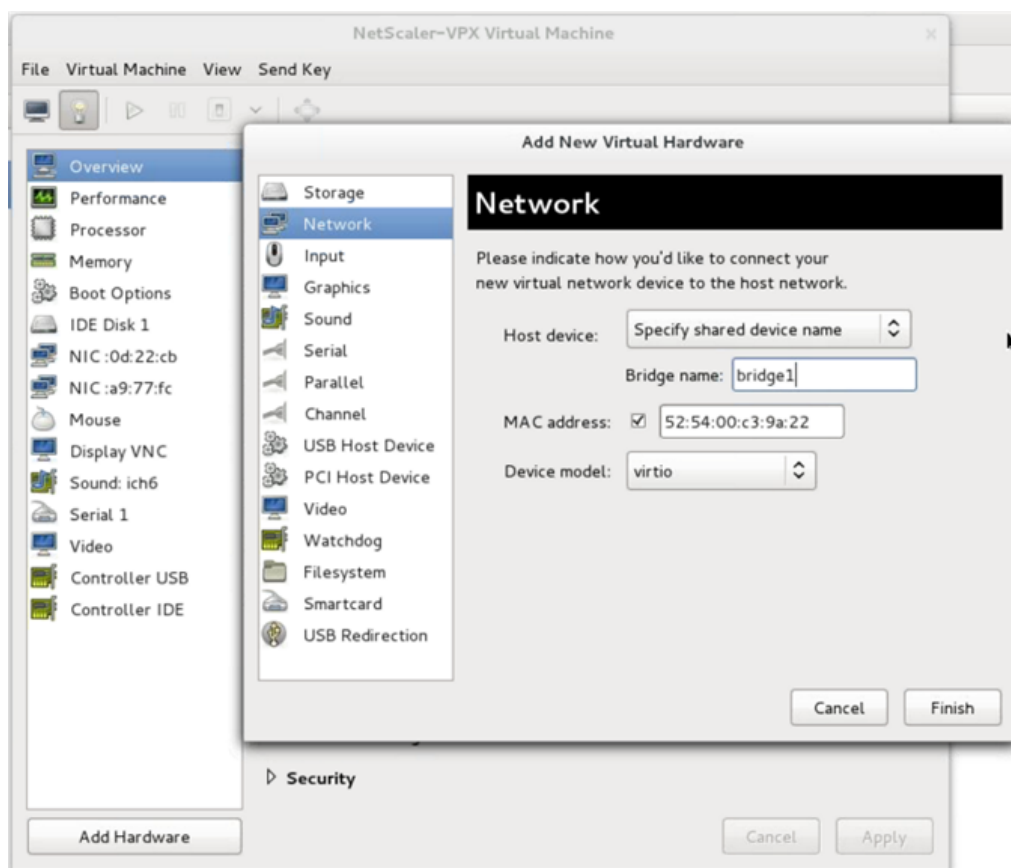 NetScaler-VPX Virtual Machine
File Virtual Machine View Send Key
Overview
Performance
Processor
Memory
Boot Options
IDE Disk 1
NIC :0d:22:cb
NIC :a9:77:fc
Mouse
Display VNC
Sound: ich6
Serial 1
Video
Controller USB
Controller IDE
Add Hardware
Add New Virtual Hardware
Storage
Network
Input
Graphics
Sound
Serial
Parallel
Channel
USB Host Device
PCI Host Device
Video
Watchdog
Filesystem
Smartcard
USB Redirection
Network
Please indicate how you'd like to connect your
new virtual network device to the host network.
Host device: Specify shared device name
Bridge name: bridge1
MAC address: 52:54:00:c3:9a:22
Device model: virtio
Cancel Finish
Security
Cancel Apply